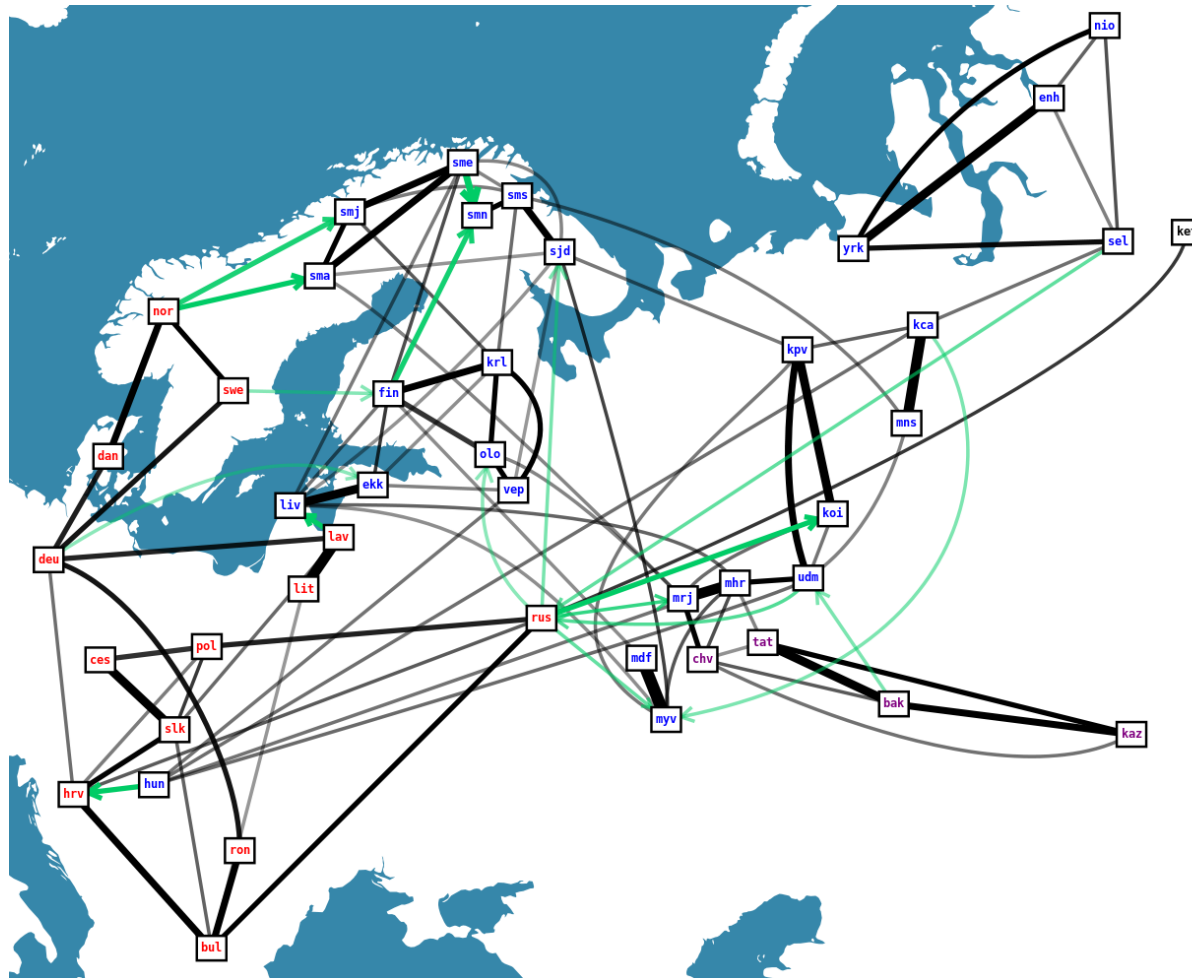 nio
enh
sme
sms
smj
smn
sel
yrk
sjd
sma
nor
kca
kpv
krl
swe
fin
mns
olo
dan
ekk
vep
liv
koi
lav
deu
udm
mhr
lit
mrj
rus
tat
pol
mdf
chv
ces
bak
myv
slk
kaz
hun
hrv
ron
bul